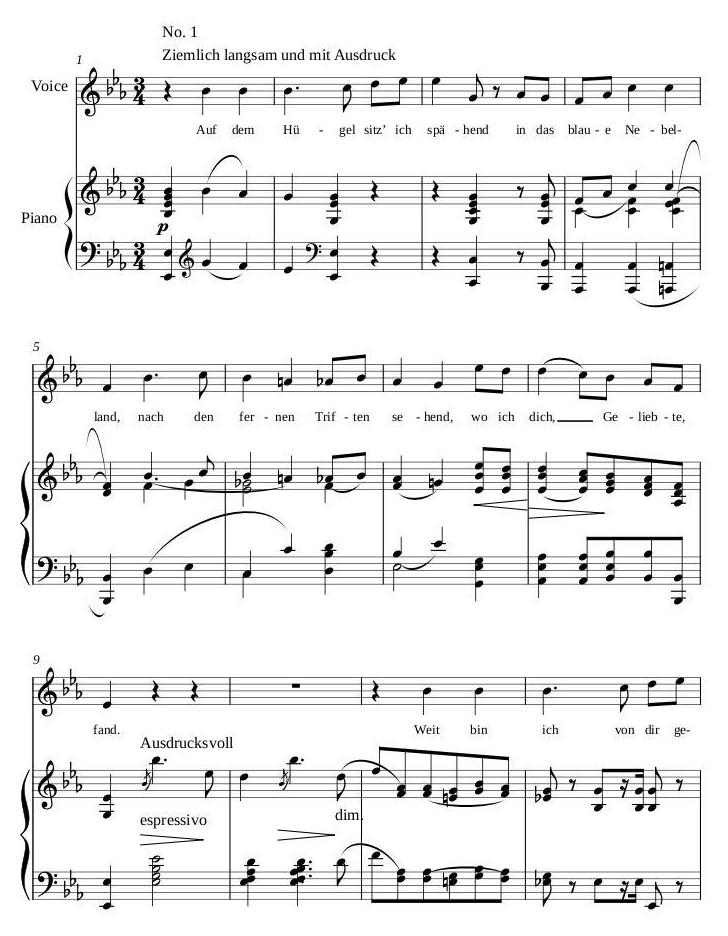 No. 1
Ziemlich langsam und mit Ausdruck
1
Voice
Auf dem Hü - gel sitz’ ich spä - hend in das blau - e Ne - bel-
Piano
p
5
land, nach den fer - nen Trif - ten se - hend, wo ich dich, Ge - lieb - te,
9
fand. Weit bin ich von dir ge-
Ausdrucksvoll
espressivo
dim.